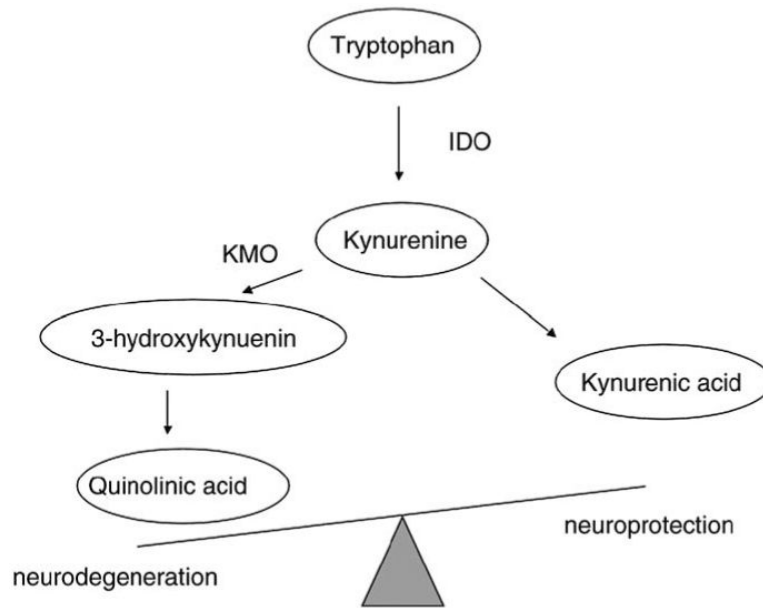 Tryptophan
IDO
Kynurenine
KMO
3-hydroxykynuenin
Kynurenic acid
Quinolinic acid
neuroprotection
neurodegeneration